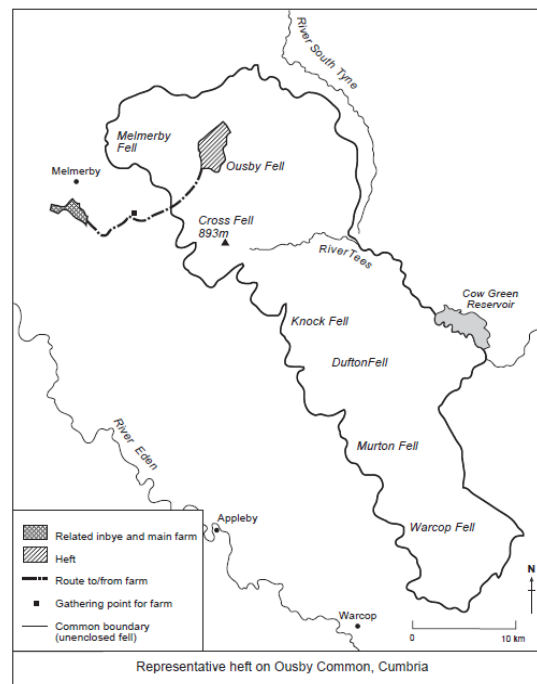 River South Tyne
Melmerby
Fell
Melmerby
Ousby Fell
Cross Fell
893m
RiverTees
Cow Green
Reservoir
Knock Fell
DuftonFell
River Eden
Murton Fell
Appleby
Warcop Fell
Warcop
Related inbye and main farm
Heft
Route to/from farm
Gathering point for farm
Common boundary
(unenclosed fell)
N
0
10 km
Representative heft on Ousby Common, Cumbria